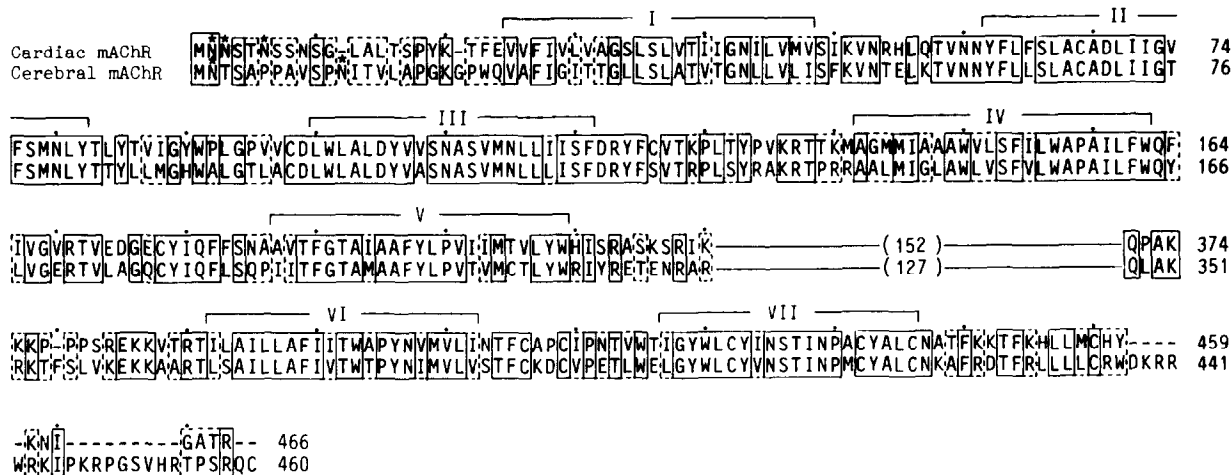 I II
Cardiac mAChR MNNSTNSSNSG-LALTSPYK-TFEVVFIVLVAGSLSLVTIIGNILVMVSIKVNRHLQTVNNYFLFSLACADLIIGV 74
Cerebral mAChR MNTSAPPAVSPNITVLAPGKGPWQVAFIGITTGLLSLATVTGNLLVLISFKVNTELKTVNNYFLLSLACADLIIGT 76
III IV
FSMNLYTLYTVIGYWPLGPVVCDLWLALDYVVSNASVMNLLIISFDRYFCVTKPLTYPVKRTTKMAGMMIAAAWVLSFILWAPAILFWQF 164
FSMNLYTTYLLMGHWALGTLACDLWLALDYVASNASVMNLLLISFDRYFSVTRPLSYRAKRTPRRAALMIGLAWLVSFVLWAPAILFWQY 166
V
IVGVRTVEDGECYIQFFSNAAVTFGTAIAAFYLPVIIMTVLYWHISRASKSRIK (152) QPAK 374
LVGERTVLAGQCYIQFLSQPIITFGTAMAAFYLPVTVMCTLYWRIYRETENRAR (127) QLAK 351
VI VII
KKP-PPSREKKVTRTILAILLAFIITWAPYNVMVLINTFCAPCIPNTVWTIGYWLCYINSTINPACYALCNATFKKTFKHLLMCHY---- 459
RKTFSLVKEKKAARTLSAILLAFIVTWTPYNIMVLVSTFCKDCVPETLWELGYWLCYVNSTINPMCYALCNKAFRDTFRLLLLCRWDKRR 441
-KNI---------GATR-- 466
WRKIPKRPGSVHRTPSRQC 460